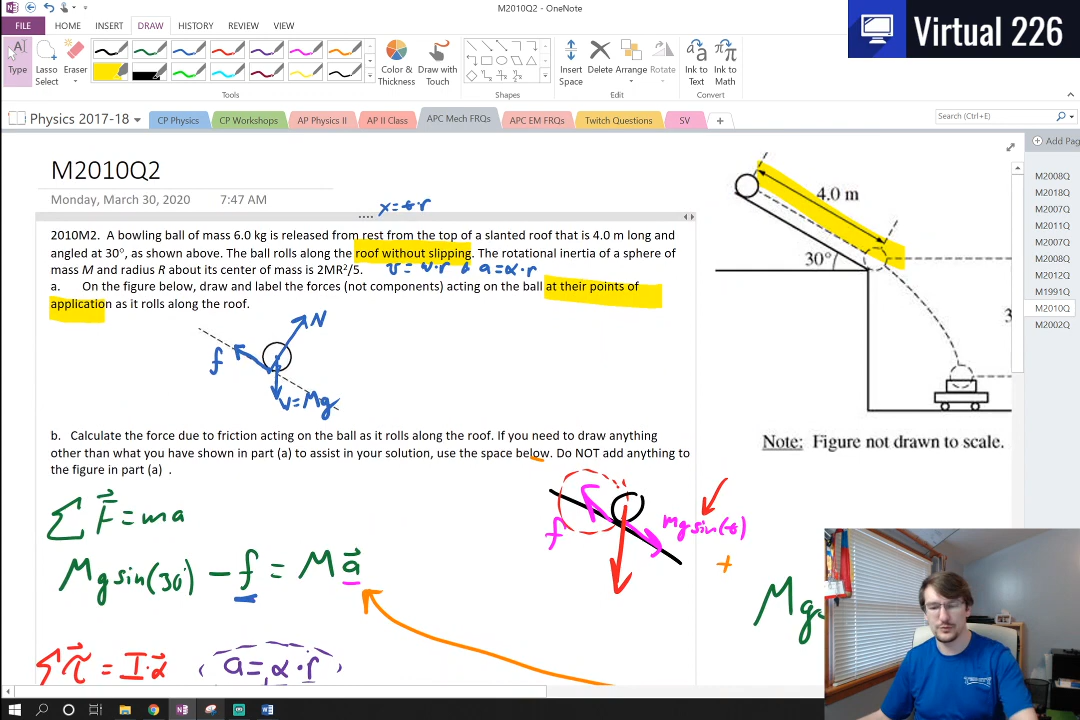 M2010Q2 - OneNote
FILE HOME INSERT DRAW HISTORY REVIEW VIEW
Virtual 226
Type
Lasso Select
Eraser
Color & Thickness
Draw with Touch
Insert Space
Delete
Arrange
Rotate
Ink to Text
Ink to Math
Tools
Shapes
Edit
Convert
Physics 2017-18
CP Physics
CP Workshops
AP Physics II
AP II Class
APC Mech FRQs
APC EM FRQs
Twitch Questions
SV
Search (Ctrl+E)
Add Pag
M2008Q
M2018Q
M2007Q
M2011Q
M2007Q
M2008Q
M2012Q
M1991Q
M2010Q
M2002Q
M2010Q2
Monday, March 30, 2020 7:47 AM
x=θ·r
2010M2. A bowling ball of mass 6.0 kg is released from rest from the top of a slanted roof that is 4.0 m long and
angled at 30°, as shown above. The ball rolls along the roof without slipping. The rotational inertia of a sphere of
mass M and radius R about its center of mass is 2MR²/5.
v=ω·r & a=α·r
a. On the figure below, draw and label the forces (not components) acting on the ball at their points of
application as it rolls along the roof.
N
f
W=Mg
b. Calculate the force due to friction acting on the ball as it rolls along the roof. If you need to draw anything
other than what you have shown in part (a) to assist in your solution, use the space below. Do NOT add anything to
the figure in part (a) .
ΣF=ma
Mg sin(30) - f = Ma
f
Mg sin(θ)
+
Mg
Στ = I·α (a=α·r)
4.0 m
30°
3
Note: Figure not drawn to scale.